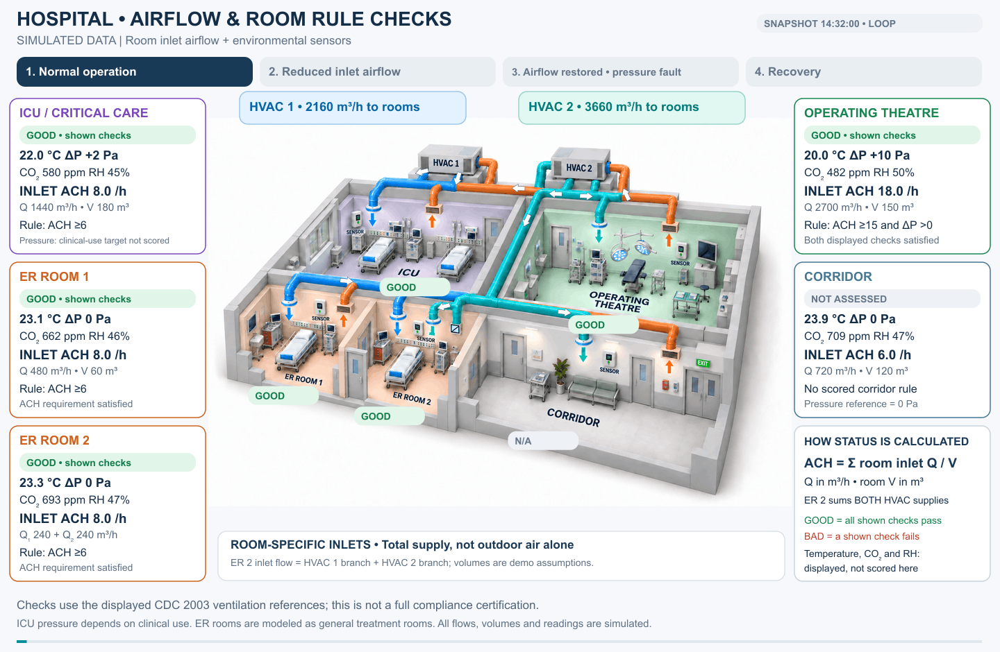 HOSPITAL • AIRFLOW & ROOM RULE CHECKS
SIMULATED DATA | Room inlet airflow + environmental sensors
SNAPSHOT 14:32:00 • LOOP
1. Normal operation
2. Reduced inlet airflow
3. Airflow restored • pressure fault
4. Recovery
HVAC 1 • 2160 m³/h to rooms
HVAC 2 • 3660 m³/h to rooms
ICU / CRITICAL CARE
GOOD • shown checks
22.0 °C ΔP +2 Pa
CO₂ 580 ppm RH 45%
INLET ACH 8.0 /h
Q 1440 m³/h • V 180 m³
Rule: ACH ≥6
Pressure: clinical-use target not scored
ER ROOM 1
GOOD • shown checks
23.1 °C ΔP 0 Pa
CO₂ 662 ppm RH 46%
INLET ACH 8.0 /h
Q 480 m³/h • V 60 m³
Rule: ACH ≥6
ACH requirement satisfied
ER ROOM 2
GOOD • shown checks
23.3 °C ΔP 0 Pa
CO₂ 693 ppm RH 47%
INLET ACH 8.0 /h
Q₁ 240 + Q₂ 240 m³/h
Rule: ACH ≥6
ACH requirement satisfied
HVAC 1
HVAC 2
SENSOR
ICU
GOOD
SENSOR
OPERATING
THEATRE
GOOD
SENSOR
ER ROOM 1
GOOD
SENSOR
ER ROOM 2
GOOD
SENSOR
EXIT
CORRIDOR
N/A
OPERATING THEATRE
GOOD • shown checks
20.0 °C ΔP +10 Pa
CO₂ 482 ppm RH 50%
INLET ACH 18.0 /h
Q 2700 m³/h • V 150 m³
Rule: ACH ≥15 and ΔP >0
Both displayed checks satisfied
CORRIDOR
NOT ASSESSED
23.9 °C ΔP 0 Pa
CO₂ 709 ppm RH 47%
INLET ACH 6.0 /h
Q 720 m³/h • V 120 m³
No scored corridor rule
Pressure reference = 0 Pa
HOW STATUS IS CALCULATED
ACH = Σ room inlet Q / V
Q in m³/h • room V in m³
ER 2 sums BOTH HVAC supplies
GOOD = all shown checks pass
BAD = a shown check fails
Temperature, CO₂ and RH:
displayed, not scored here
ROOM-SPECIFIC INLETS • Total supply, not outdoor air alone
ER 2 inlet flow = HVAC 1 branch + HVAC 2 branch; volumes are demo assumptions.
Checks use the displayed CDC 2003 ventilation references; this is not a full compliance certification.
ICU pressure depends on clinical use. ER rooms are modeled as general treatment rooms. All flows, volumes and readings are simulated.